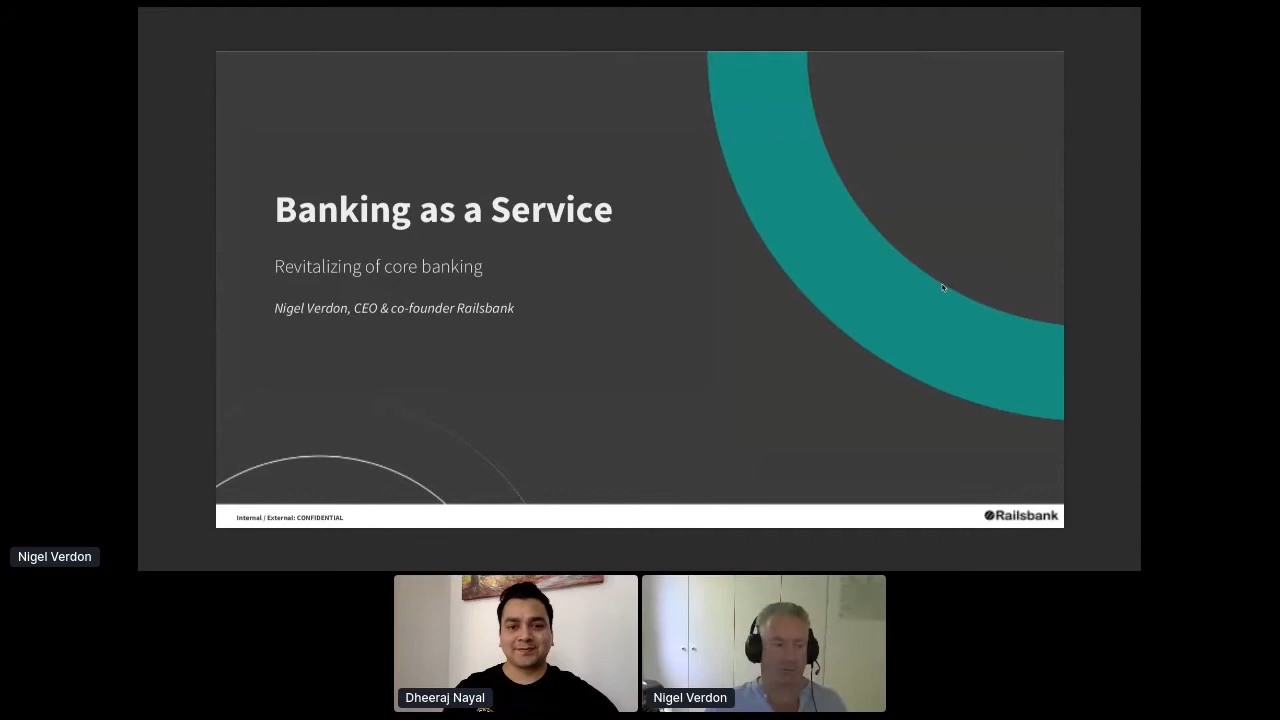 Banking as a Service
Revitalizing of core banking
Nigel Verdon, CEO & co-founder Railsbank
Internal / External: CONFIDENTIAL
Railsbank
Nigel Verdon
Dheeraj Nayal
Nigel Verdon